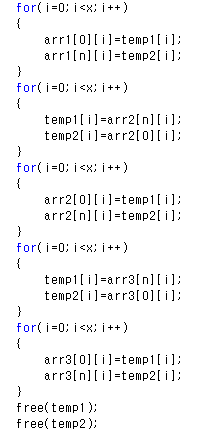 for(i=0;i<x;i++)
{
    arr1[0][i]=temp1[i];
    arr1[n][i]=temp2[i];
}
for(i=0;i<x;i++)
{
    temp1[i]=arr2[n][i];
    temp2[i]=arr2[0][i];
}
for(i=0;i<x;i++)
{
    arr2[0][i]=temp1[i];
    arr2[n][i]=temp2[i];
}
for(i=0;i<x;i++)
{
    temp1[i]=arr3[n][i];
    temp2[i]=arr3[0][i];
}
for(i=0;i<x;i++)
{
    arr3[0][i]=temp1[i];
    arr3[n][i]=temp2[i];
}
free(temp1);
free(temp2);